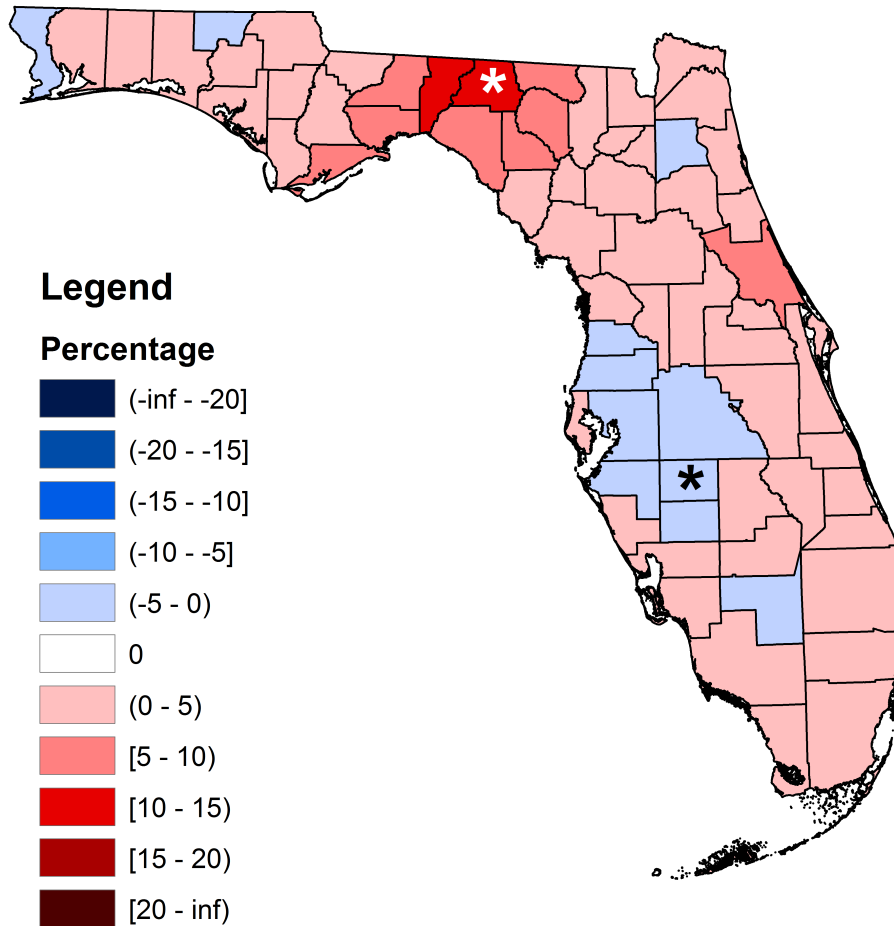 *
Legend
Percentage
(-inf - -20]
(-20 - -15]
(-15 - -10]
(-10 - -5]
(-5 - 0)
*
0
(0 - 5)
[5 - 10)
[10 - 15)
[15 - 20)
[20 - inf)